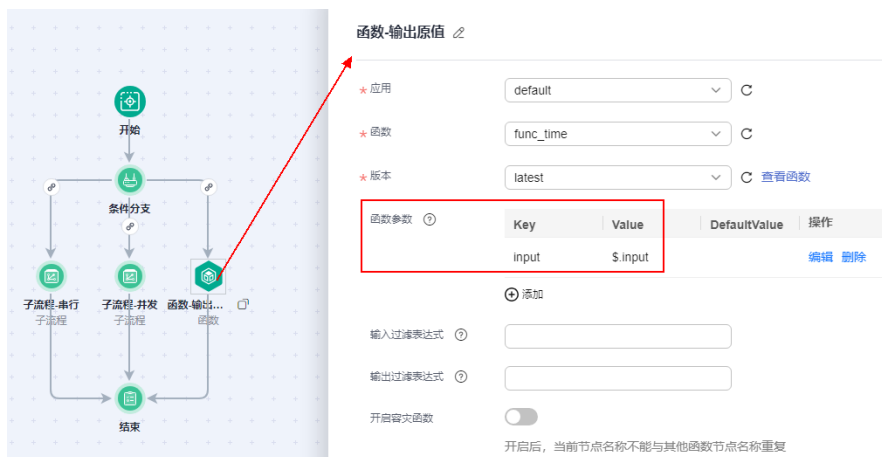 开始
条件分支
子流程-串行
子流程
子流程-并发
子流程
函数-输出...
函数
结束
函数-输出原值
应用
default
函数
func_time
版本
latest
查看函数
函数参数
Key Value DefaultValue 操作
input $.input 编辑 删除
添加
输入过滤表达式
输出过滤表达式
开启容灾函数
开启后，当前节点名称不能与其他函数节点名称重复